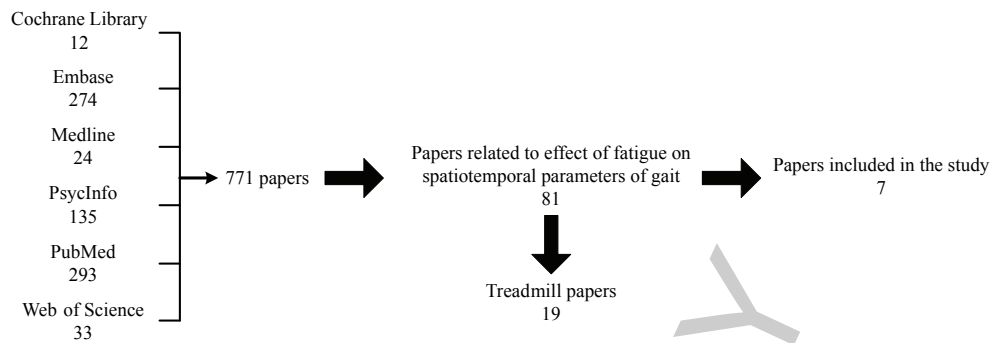 Cochrane Library
12
Embase
274
Medline
24
PsycInfo
135
PubMed
293
Web of Science
33
771 papers
Papers related to effect of fatigue on
spatiotemporal parameters of gait
81
Treadmill papers
19
Papers included in the study
7